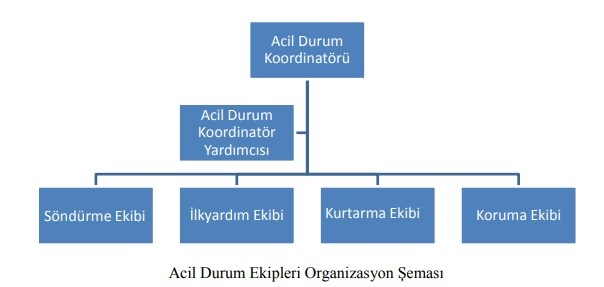 Acil Durum
Koordinatörü
Acil Durum
Koordinatör
Yardımcısı
Söndürme Ekibi
İlkyardım Ekibi
Kurtarma Ekibi
Koruma Ekibi
Acil Durum Ekipleri Organizasyon Şeması